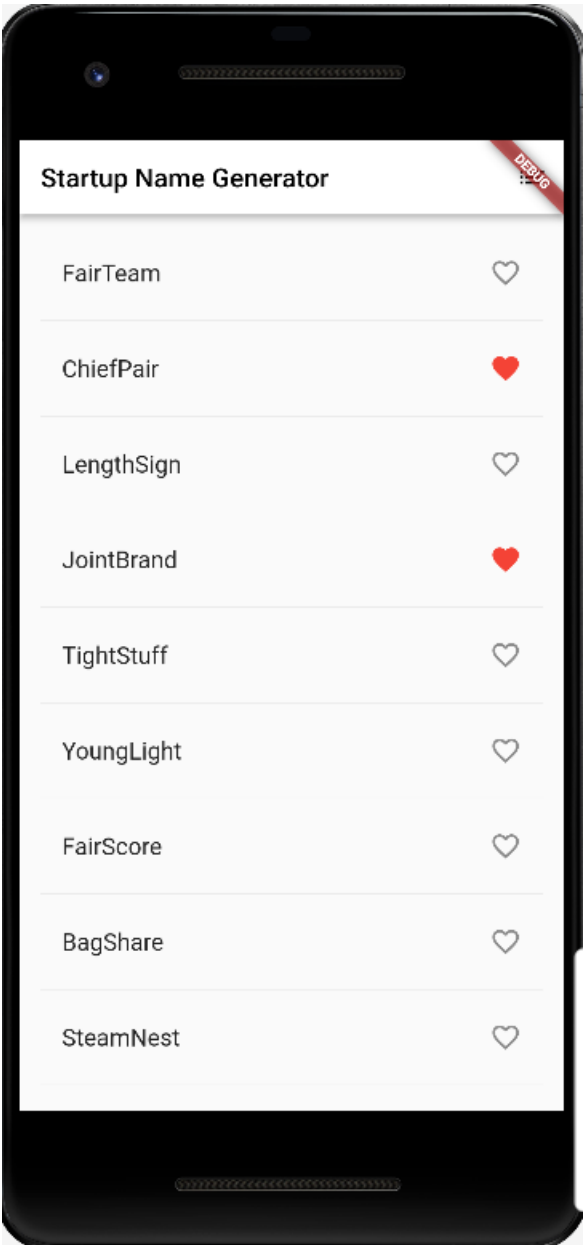 Startup Name Generator
DEBUG
FairTeam
ChiefPair
LengthSign
JointBrand
TightStuff
YoungLight
FairScore
BagShare
SteamNest